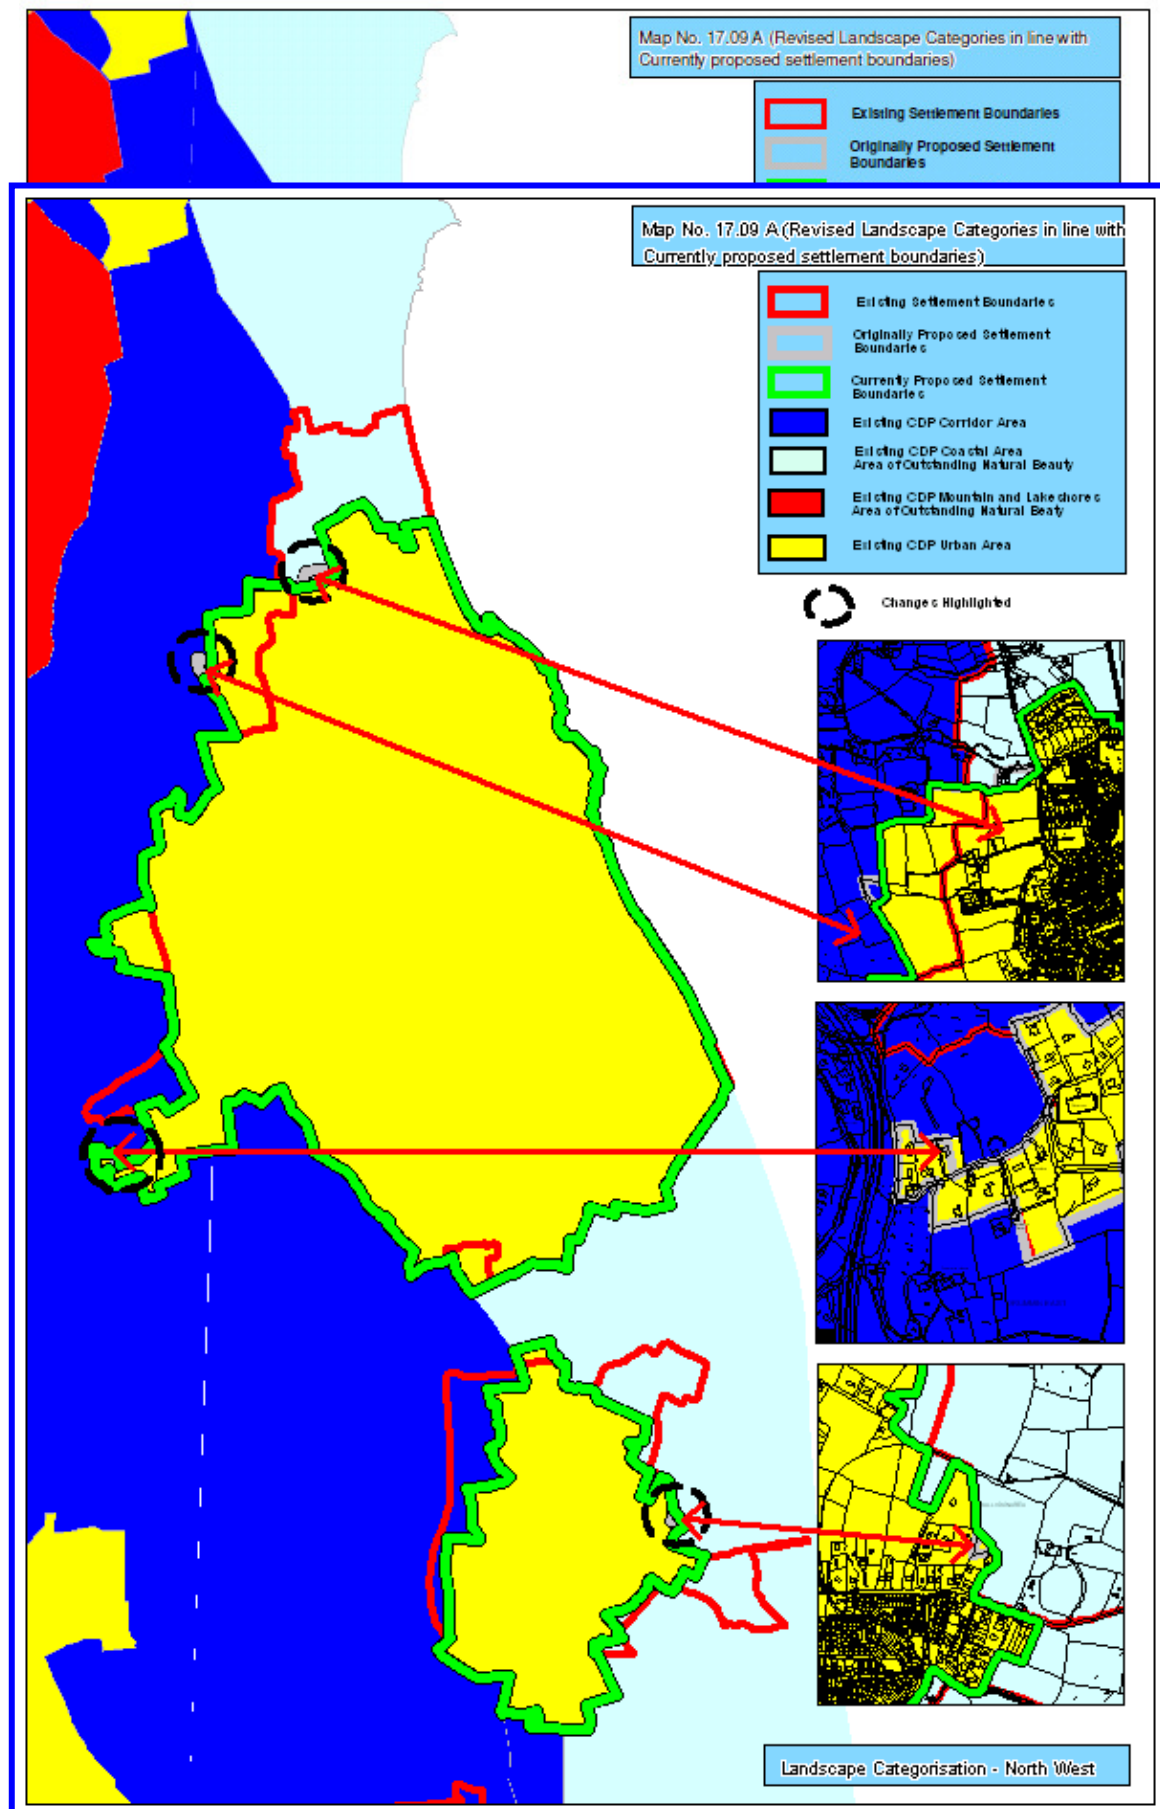 Map No. 17.09 A (Revised Landscape Categories in line with
Currently proposed settlement boundaries)
Existing Settlement Boundaries
Originally Proposed Settlement
Boundaries
Map No. 17.09 A (Revised Landscape Categories in line with
Currently proposed settlement boundaries)
Existing Settlement Boundaries
Originally Proposed Settlement
Boundaries
Currently Proposed Settlement
Boundaries
Existing CDP Corridor Area
Existing CDP Coastal Area
Area of Outstanding Natural Beauty
Existing CDP Mountain and Lakeshores
Area of Outstanding Natural Beaty
Existing CDP Urban Area
Changes Highlighted
Landscape Categorisation - North West